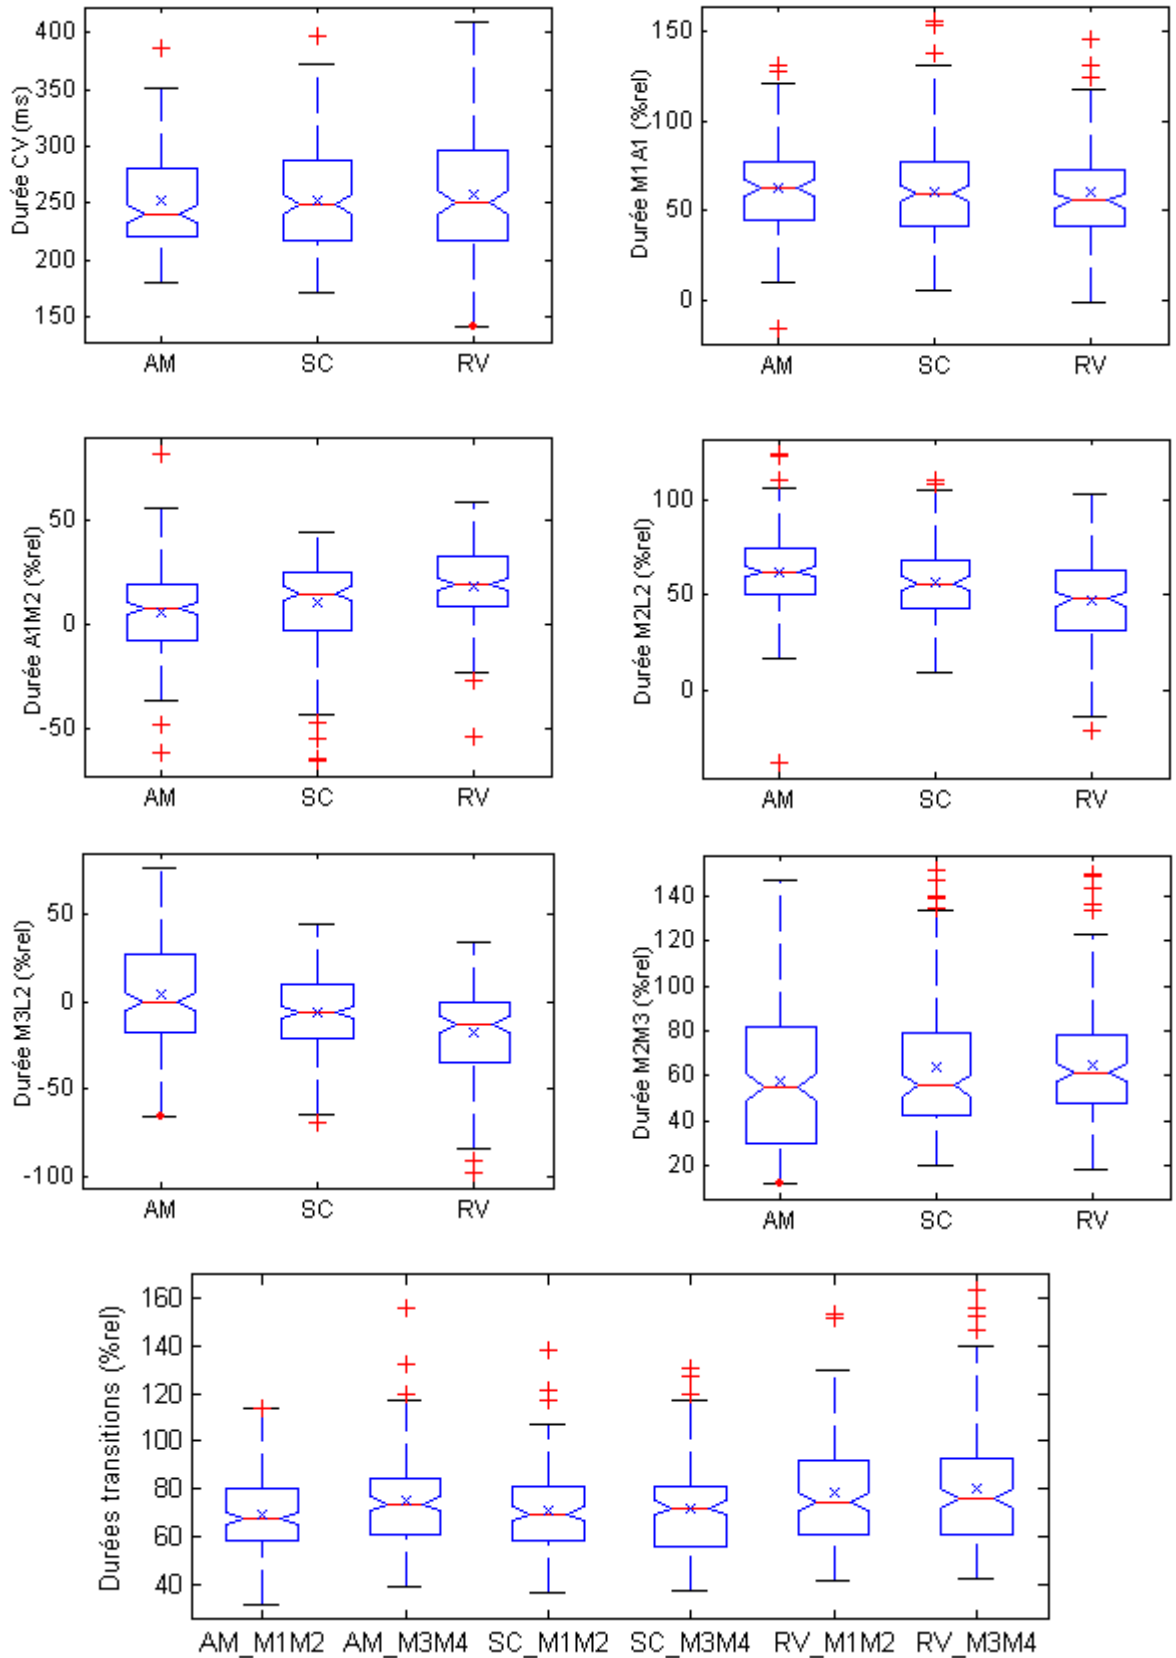 Durée CV (ms)
400
350
300
250
200
150
AM SC RV
Durée M1A1 (%rel)
150
100
50
0
AM SC RV
Durée A1M2 (%rel)
50
0
-50
AM SC RV
Durée M2L2 (%rel)
100
50
0
AM SC RV
Durée M3L2 (%rel)
50
0
-50
-100
AM SC RV
Durée M2M3 (%rel)
140
120
100
80
60
40
20
AM SC RV
Durées transitions (%rel)
160
140
120
100
80
60
40
AM_M1M2 AM_M3M4 SC_M1M2 SC_M3M4 RV_M1M2 RV_M3M4